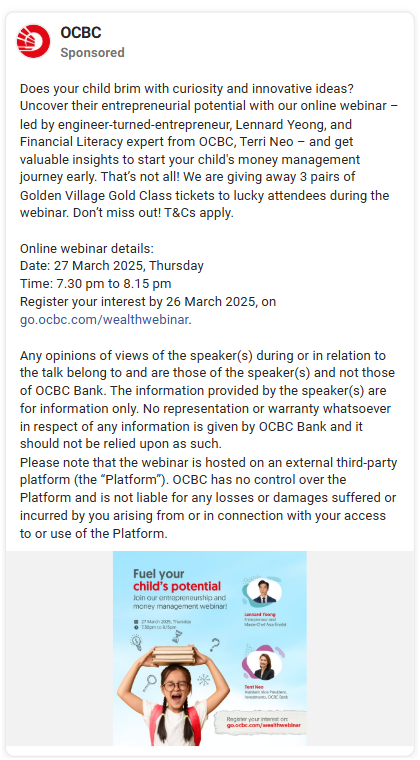 OCBC
Sponsored
Does your child brim with curiosity and innovative ideas?
Uncover their entrepreneurial potential with our online webinar –
led by engineer-turned-entrepreneur, Lennard Yeong, and
Financial Literacy expert from OCBC, Terri Neo – and get
valuable insights to start your child's money management
journey early. That's not all! We are giving away 3 pairs of
Golden Village Gold Class tickets to lucky attendees during the
webinar. Don't miss out! T&Cs apply.
Online webinar details:
Date: 27 March 2025, Thursday
Time: 7.30 pm to 8.15 pm
Register your interest by 26 March 2025, on
go.ocbc.com/wealthwebinar.
Any opinions of views of the speaker(s) during or in relation to
the talk belong to and are those of the speaker(s) and not those
of OCBC Bank. The information provided by the speaker(s) are
for information only. No representation or warranty whatsoever
in respect of any information is given by OCBC Bank and it
should not be relied upon as such.
Please note that the webinar is hosted on an external third-party
platform (the “Platform”). OCBC has no control over the
Platform and is not liable for any losses or damages suffered or
incurred by you arising from or in connection with your access
to or use of the Platform.
Fuel your
child's potential
Join our entrepreneurship and
money management webinar!
27 March 2025, Thursday
7.30pm to 8.15pm
Lennard Yeong
Entrepreneur and
MasterChef Asia Finalist
Terri Neo
Assistant Vice President,
Investments, OCBC Bank
Register your interest on:
go.ocbc.com/wealthwebinar